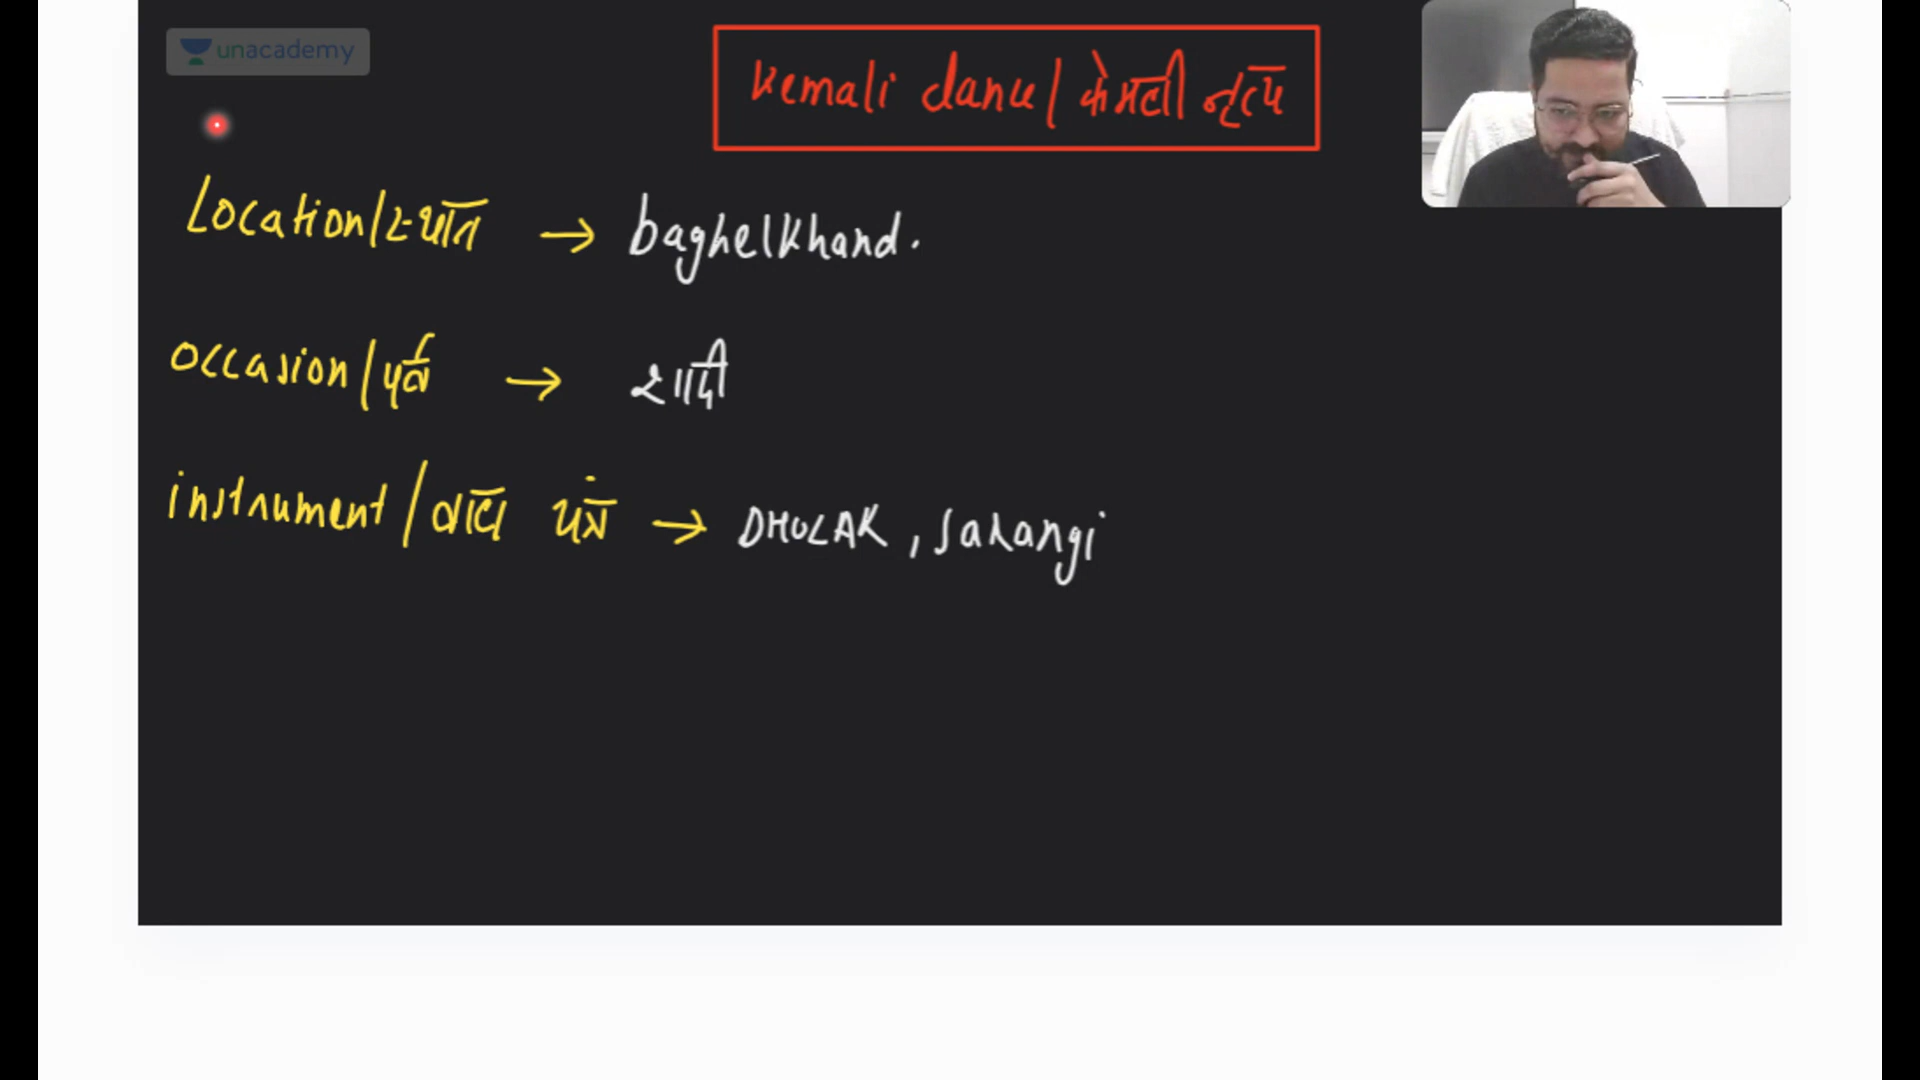 unacademy
Kemali dance / केमली नृत्य
Location / स्थान → baghelkhand.
occasion / पर्व → शादी
instrument / वाद्य यंत्र → DHOLAK, sarangi